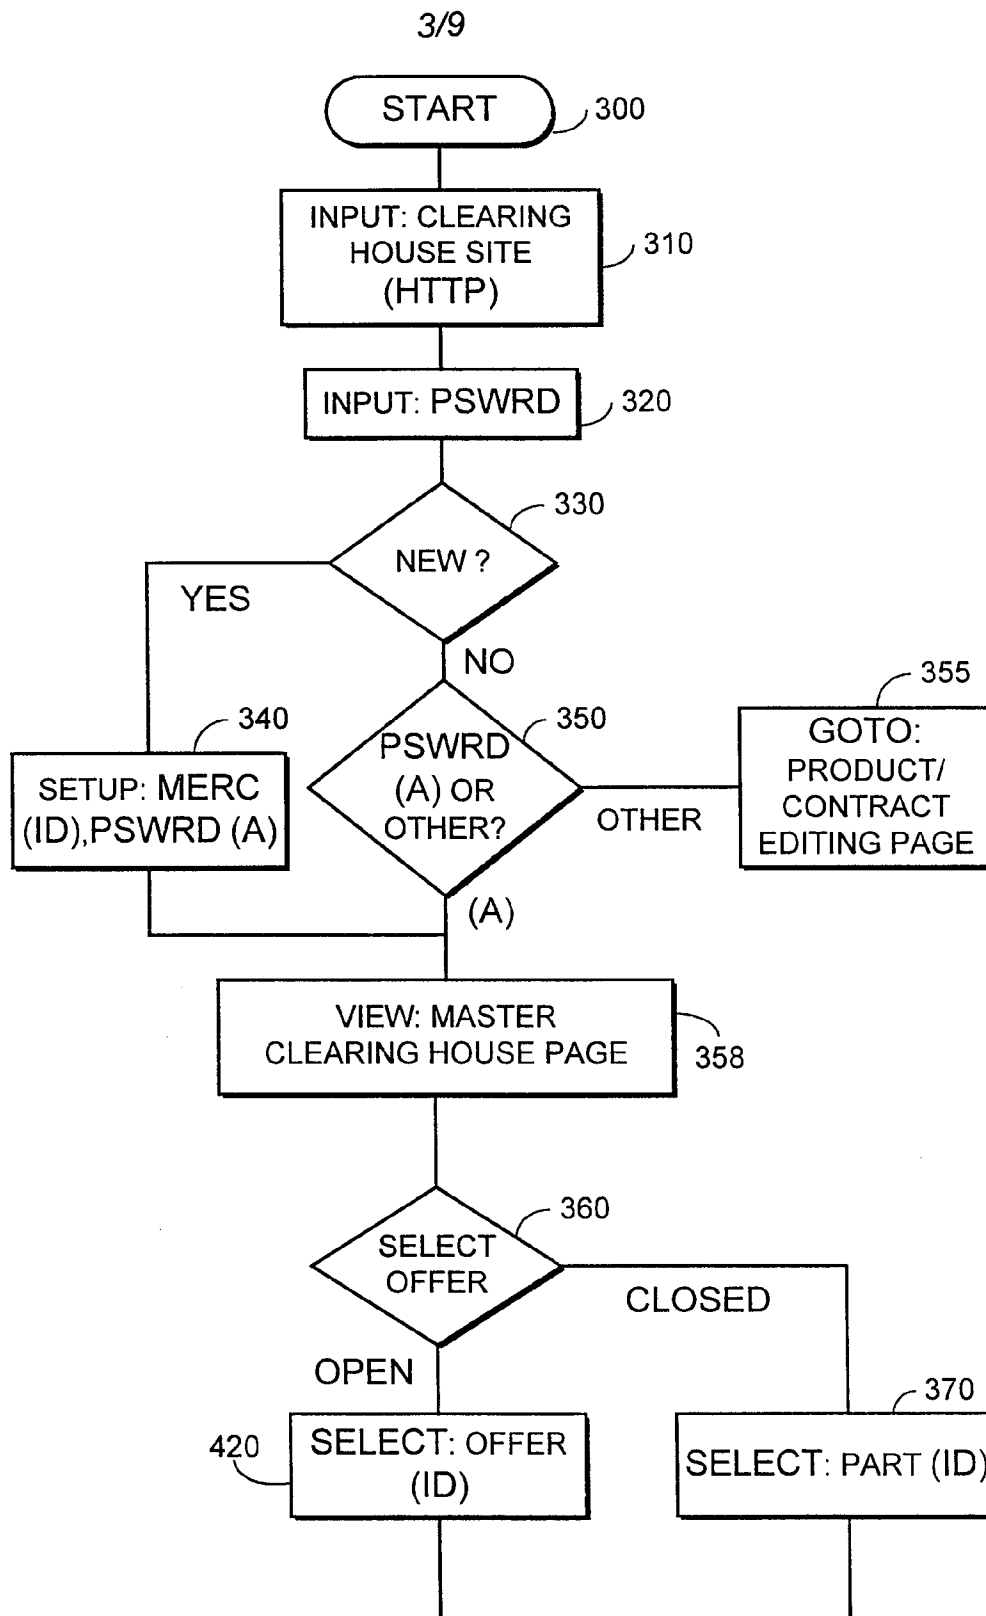 3/9
START
300
INPUT: CLEARING
HOUSE SITE
(HTTP)
310
INPUT: PSWRD
320
330
NEW ?
YES
NO
340
SETUP: MERC
(ID),PSWRD (A)
350
PSWRD
(A) OR
OTHER?
OTHER
355
GOTO:
PRODUCT/
CONTRACT
EDITING PAGE
(A)
VIEW: MASTER
CLEARING HOUSE PAGE
358
360
SELECT
OFFER
CLOSED
OPEN
420
SELECT: OFFER
(ID)
370
SELECT: PART (ID)